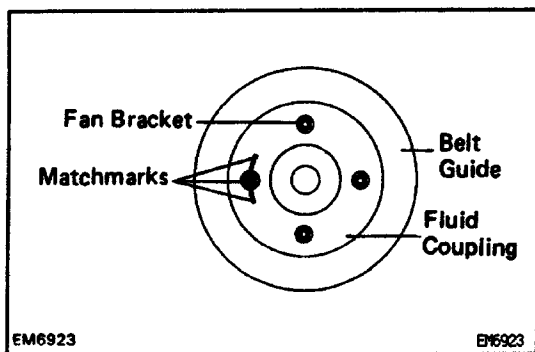 Fan Bracket
Matchmarks
Belt
Guide
Fluid
Coupling
EM6923
EM6923